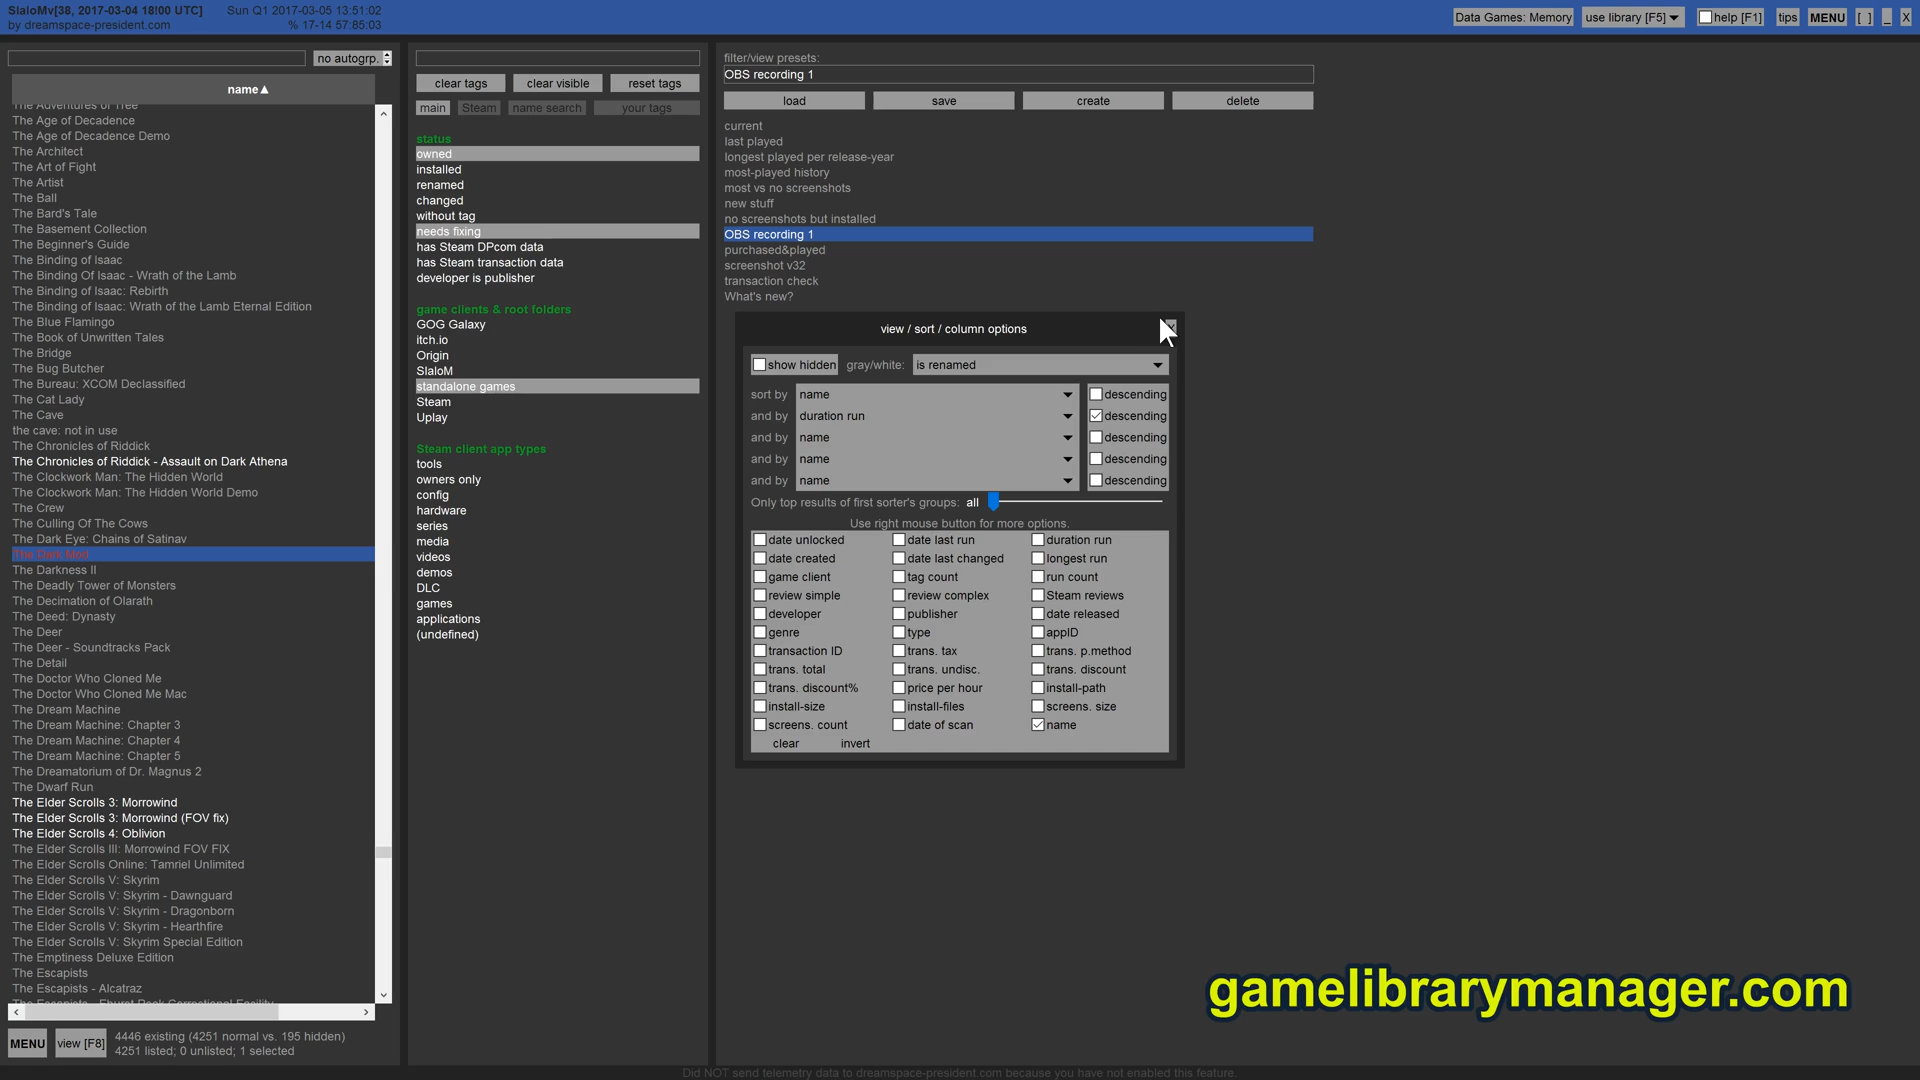 SlaloMv[38, 2017-03-04 18!00 UTC]
by dreamspace-president.com
Sun Q1 2017-03-05 13:51:02
% 17-14 57:85:03
Data Games: Memory
use library [F5]
help [F1]
tips
MENU
[ ]
_
X
no autogrp.
name▲
The Adventures of Tree
The Age of Decadence
The Age of Decadence Demo
The Architect
The Art of Fight
The Artist
The Ball
The Bard's Tale
The Basement Collection
The Beginner's Guide
The Binding of Isaac
The Binding Of Isaac - Wrath of the Lamb
The Binding of Isaac: Rebirth
The Binding of Isaac: Wrath of the Lamb Eternal Edition
The Blue Flamingo
The Book of Unwritten Tales
The Bridge
The Bug Butcher
The Bureau: XCOM Declassified
The Cat Lady
The Cave
the cave: not in use
The Chronicles of Riddick
The Chronicles of Riddick - Assault on Dark Athena
The Clockwork Man: The Hidden World
The Clockwork Man: The Hidden World Demo
The Crew
The Culling Of The Cows
The Dark Eye: Chains of Satinav
The Dark Mod
The Darkness II
The Deadly Tower of Monsters
The Decimation of Olarath
The Deed: Dynasty
The Deer
The Deer - Soundtracks Pack
The Detail
The Doctor Who Cloned Me
The Doctor Who Cloned Me Mac
The Dream Machine
The Dream Machine: Chapter 3
The Dream Machine: Chapter 4
The Dream Machine: Chapter 5
The Dreamatorium of Dr. Magnus 2
The Dwarf Run
The Elder Scrolls 3: Morrowind
The Elder Scrolls 3: Morrowind (FOV fix)
The Elder Scrolls 4: Oblivion
The Elder Scrolls III: Morrowind FOV FIX
The Elder Scrolls Online: Tamriel Unlimited
The Elder Scrolls V: Skyrim
The Elder Scrolls V: Skyrim - Dawnguard
The Elder Scrolls V: Skyrim - Dragonborn
The Elder Scrolls V: Skyrim - Hearthfire
The Elder Scrolls V: Skyrim Special Edition
The Emptiness Deluxe Edition
The Escapists
The Escapists - Alcatraz
MENU
view [F8]
4446 existing (4251 normal vs. 195 hidden)
4251 listed; 0 unlisted; 1 selected
clear tags
clear visible
reset tags
main
Steam
name search
your tags
status
owned
installed
renamed
changed
without tag
needs fixing
has Steam DPcom data
has Steam transaction data
developer is publisher
game clients & root folders
GOG Galaxy
itch.io
Origin
SlaloM
standalone games
Steam
Uplay
Steam client app types
tools
owners only
config
hardware
series
media
videos
demos
DLC
games
applications
(undefined)
filter/view presets:
OBS recording 1
load
save
create
delete
current
last played
longest played per release-year
most-played history
most vs no screenshots
new stuff
no screenshots but installed
OBS recording 1
purchased&played
screenshot v32
transaction check
What's new?
view / sort / column options
show hidden
gray/white:
is renamed
sort by name descending
and by duration run descending
and by name descending
and by name descending
and by name descending
Only top results of first sorter's groups: all
Use right mouse button for more options.
date unlocked date last run duration run
date created date last changed longest run
game client tag count run count
review simple review complex Steam reviews
developer publisher date released
genre type appID
transaction ID trans. tax trans. p.method
trans. total trans. undisc. trans. discount
trans. discount% price per hour install-path
install-size install-files screens. size
screens. count date of scan name
clear invert
gamelibrarymanager.com
Did NOT send telemetry data to dreamspace-president.com because you have not enabled this feature.